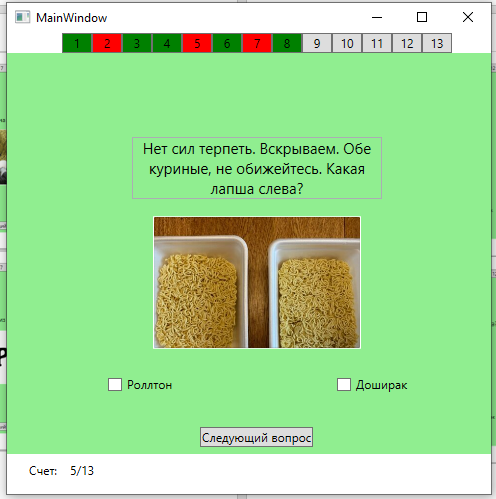 MainWindow
1 2 3 4 5 6 7 8 9 10 11 12 13
Нет сил терпеть. Вскрываем. Обе
куриные, не обижейтесь. Какая
лапша слева?
Роллтон Доширак
Следующий вопрос
Счет: 5/13